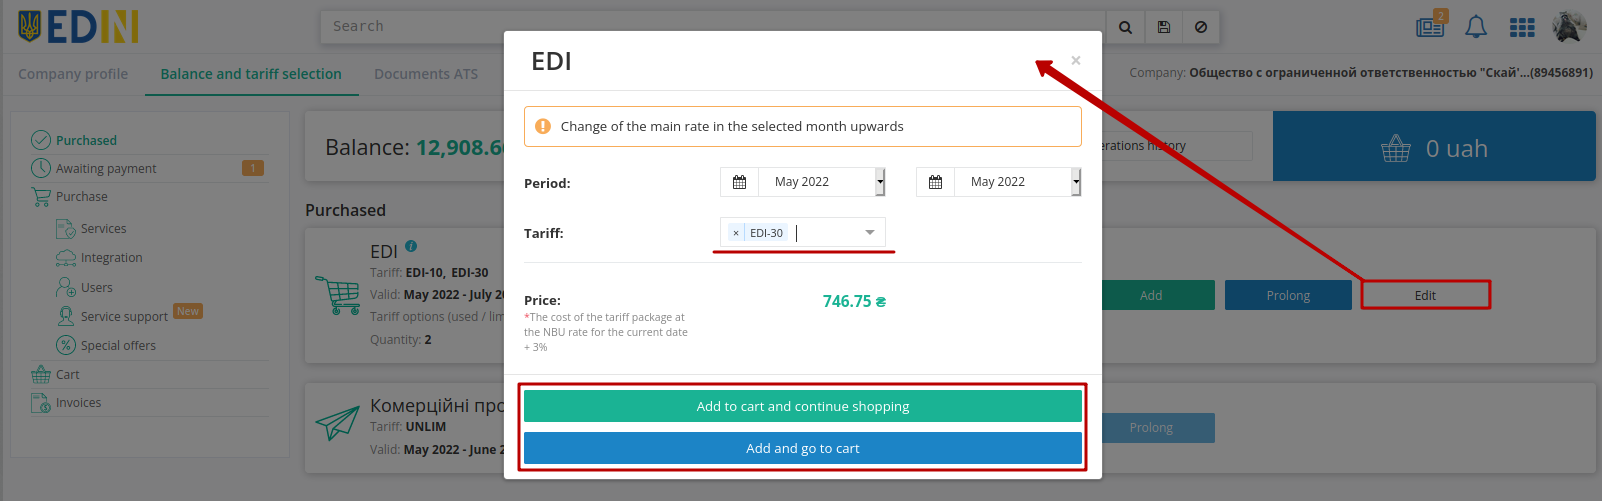 EDIN
Search
2
Company profile
Balance and tariff selection
Documents ATS
Company: Общество с ограниченной ответственностью "Скай"...(89456891)
EDI
×
Change of the main rate in the selected month upwards
Period:
May 2022
May 2022
Tariff:
× EDI-30
Price:
746.75 ₴
*The cost of the tariff package at
the NBU rate for the current date
+ 3%
Add to cart and continue shopping
Add and go to cart
Purchased
Awaiting payment 1
Purchase
Services
Integration
Users
Service support New
Special offers
Cart
Invoices
Balance: 12,908.6
erations history
0 uah
Purchased
EDI
Tariff: EDI-10, EDI-30
Valid: May 2022 - July 20
Tariff options (used / lim
Quantity: 2
Add
Prolong
Edit
Комерційні про
Tariff: UNLIM
Valid: May 2022 - June 2
Prolong